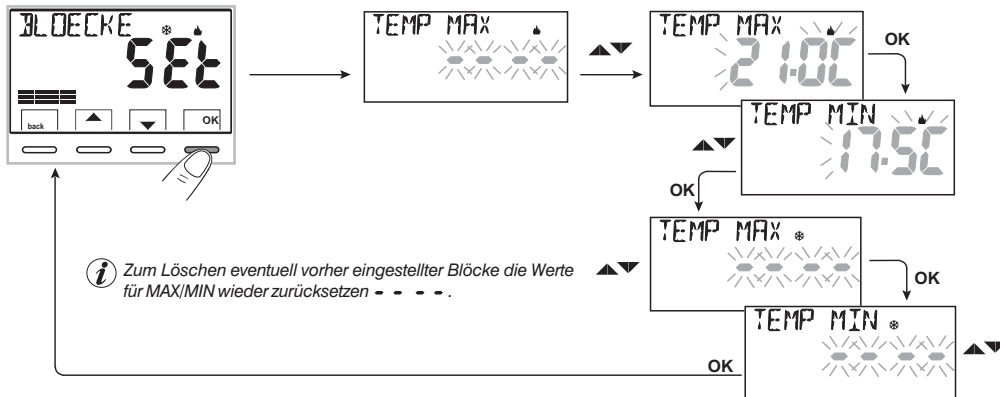 BLOECKE
SEt
back
OK
TEMP MAX
- - - -
TEMP MAX
21.0C
OK
TEMP MIN
17.5C
OK
TEMP MAX
- - - -
OK
TEMP MIN
- - - -
OK
i Zum Löschen eventuell vorher eingestellter Blöcke die Werte
für MAX/MIN wieder zurücksetzen - - - - .